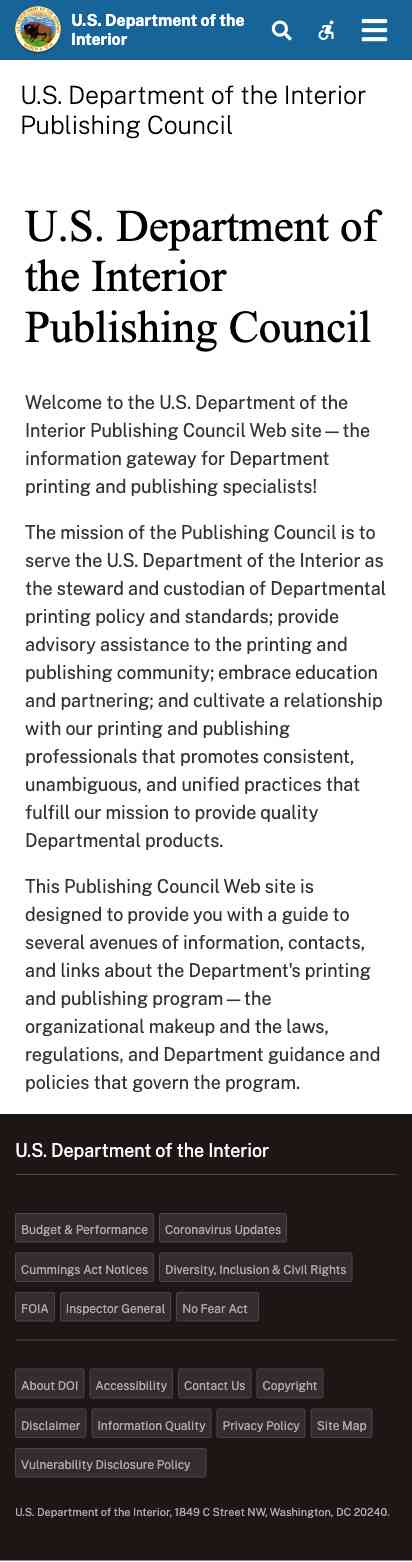 U.S. Department of the
Interior
U.S. Department of the Interior
Publishing Council
U.S. Department of
the Interior
Publishing Council
Welcome to the U.S. Department of the
Interior Publishing Council Web site — the
information gateway for Department
printing and publishing specialists!
The mission of the Publishing Council is to
serve the U.S. Department of the Interior as
the steward and custodian of Departmental
printing policy and standards; provide
advisory assistance to the printing and
publishing community; embrace education
and partnering; and cultivate a relationship
with our printing and publishing
professionals that promotes consistent,
unambiguous, and unified practices that
fulfill our mission to provide quality
Departmental products.
This Publishing Council Web site is
designed to provide you with a guide to
several avenues of information, contacts,
and links about the Department's printing
and publishing program — the
organizational makeup and the laws,
regulations, and Department guidance and
policies that govern the program.
U.S. Department of the Interior
Budget & Performance Coronavirus Updates
Cummings Act Notices Diversity, Inclusion & Civil Rights
FOIA Inspector General No Fear Act
About DOI Accessibility Contact Us Copyright
Disclaimer Information Quality Privacy Policy Site Map
Vulnerability Disclosure Policy
U.S. Department of the Interior, 1849 C Street NW, Washington, DC 20240.